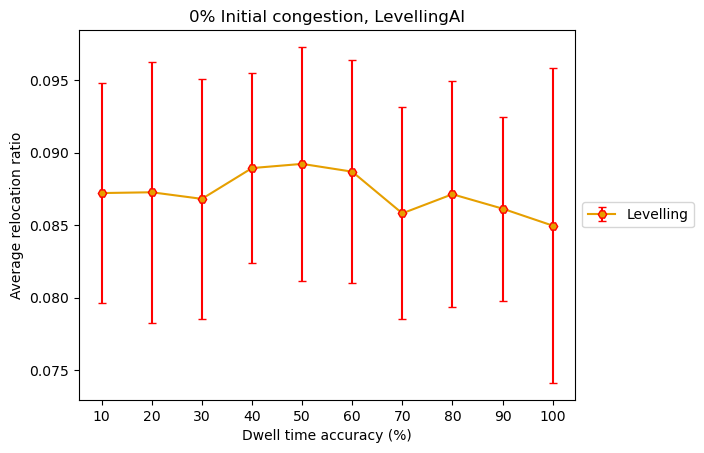 0% Initial congestion, LevellingAI
Average relocation ratio
0.095
0.090
0.085
0.080
0.075
10 20 30 40 50 60 70 80 90 100
Dwell time accuracy (%)
Levelling